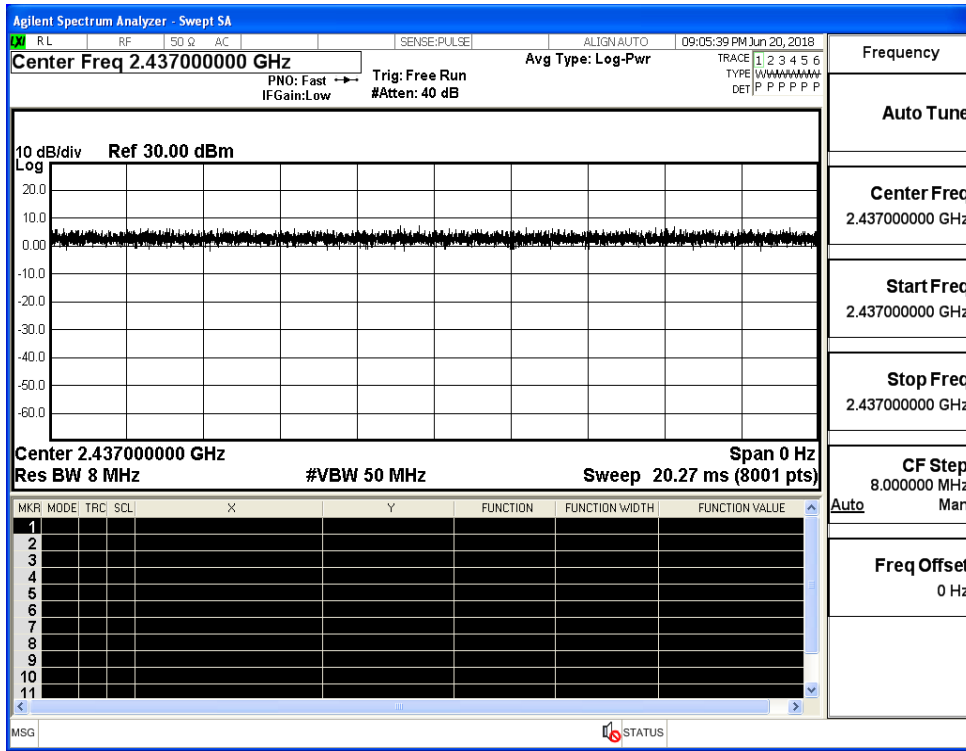 Agilent Spectrum Analyzer - Swept SA
LXI RL RF 50 Ω AC SENSE:PULSE ALIGN AUTO 09:05:39 PM Jun 20, 2018
Center Freq 2.437000000 GHz
PNO: Fast
IFGain:Low
Trig: Free Run
#Atten: 40 dB
Avg Type: Log-Pwr
TRACE 1 2 3 4 5 6
TYPE WWWWWW
DET P P P P P P
10 dB/div Ref 30.00 dBm
Log
20.0
10.0
0.00
-10.0
-20.0
-30.0
-40.0
-50.0
-60.0
Center 2.437000000 GHz Span 0 Hz
Res BW 8 MHz #VBW 50 MHz Sweep 20.27 ms (8001 pts)
MKR MODE TRC SCL X Y FUNCTION FUNCTION WIDTH FUNCTION VALUE
1
2
3
4
5
6
7
8
9
10
11
MSG STATUS
Frequency
Auto Tune
Center Freq
2.437000000 GHz
Start Freq
2.437000000 GHz
Stop Freq
2.437000000 GHz
CF Step
8.000000 MHz
Auto Man
Freq Offset
0 Hz